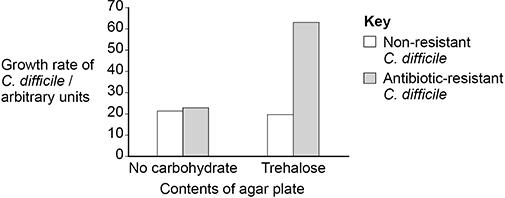 Growth rate of
C. difficile /
arbitrary units
70
60
50
40
30
20
10
0
No carbohydrate Trehalose
Contents of agar plate
Key
Non-resistant
C. difficile
Antibiotic-resistant
C. difficile